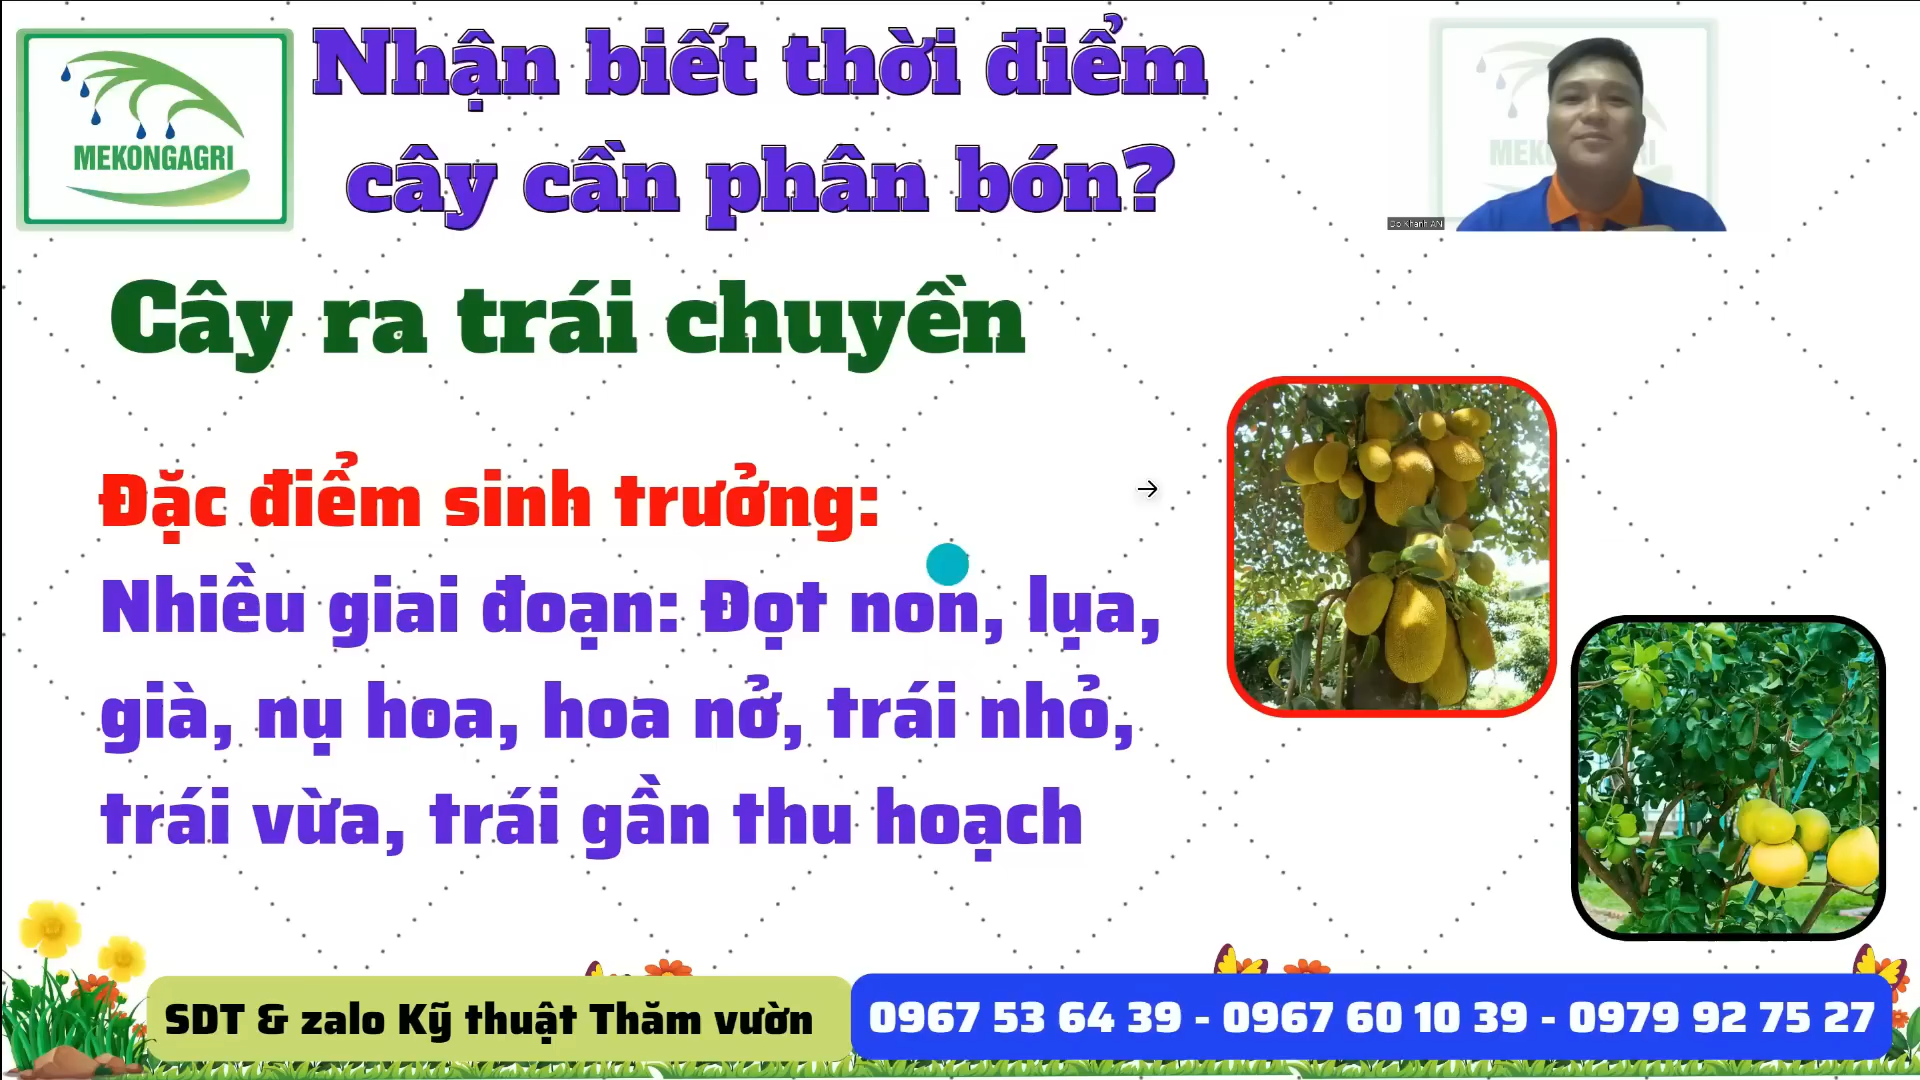 MEKONGAGRI
Nhận biết thời điểm
cây cần phân bón?
Cây ra trái chuyền
Đặc điểm sinh trưởng:
Nhiều giai đoạn: Đọt non, lụa,
già, nụ hoa, hoa nở, trái nhỏ,
trái vừa, trái gần thu hoạch
SDT & zalo Kỹ thuật Thăm vườn
0967 53 64 39 - 0967 60 10 39 - 0979 92 75 27